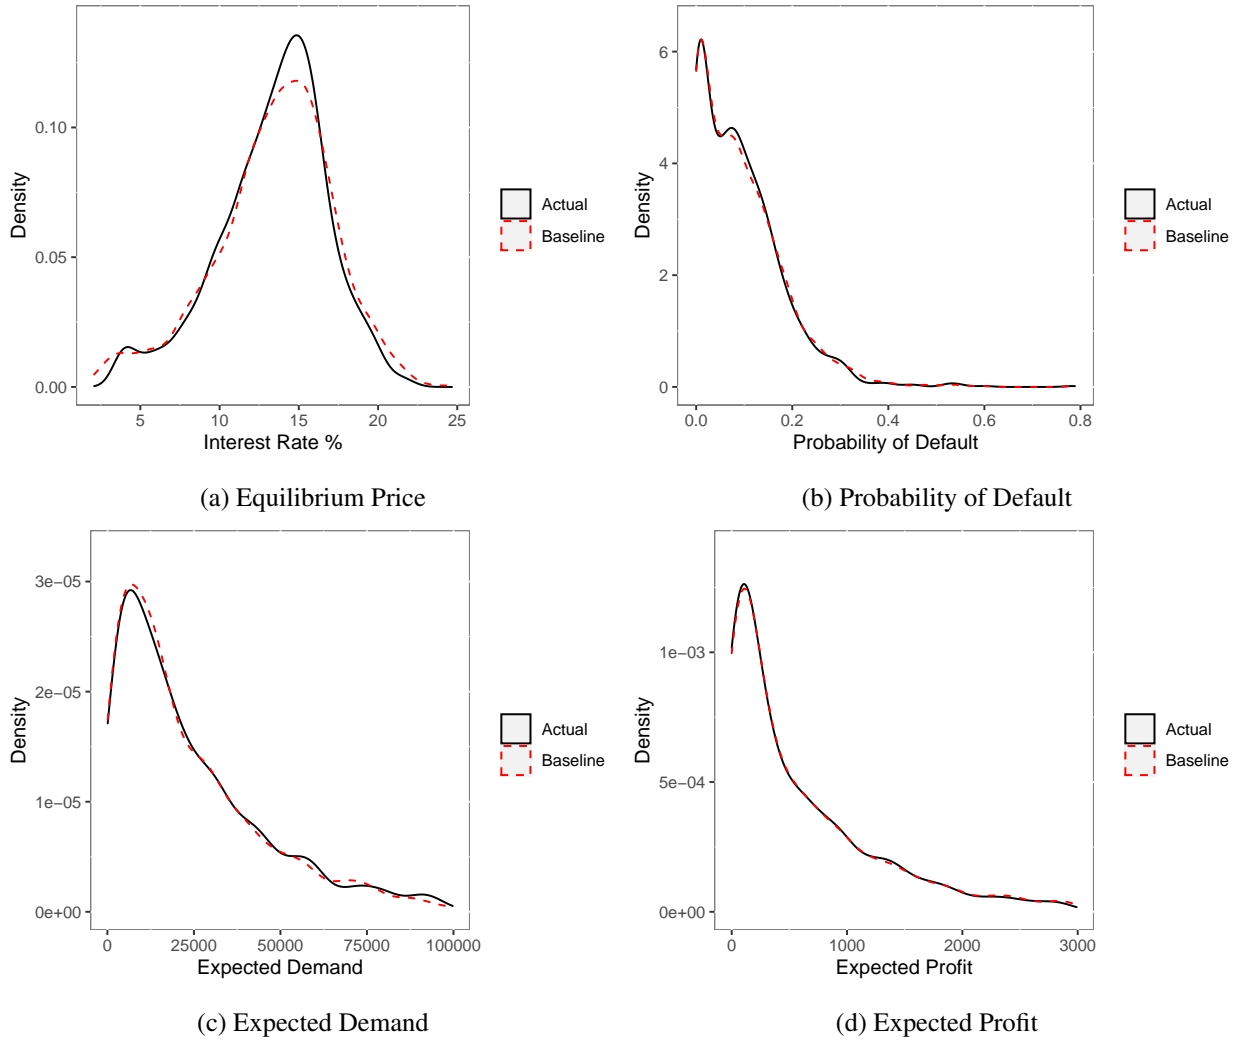 0.10
0.05
0.00
Density
5
10
15
20
25
Interest Rate %
Actual
Baseline
(a) Equilibrium Price
6
4
2
0
Density
0.0
0.2
0.4
0.6
0.8
Probability of Default
Actual
Baseline
(b) Probability of Default
3e−05
2e−05
1e−05
0e+00
Density
0
25000
50000
75000
100000
Expected Demand
Actual
Baseline
(c) Expected Demand
1e−03
5e−04
0e+00
Density
0
1000
2000
3000
Expected Profit
Actual
Baseline
(d) Expected Profit